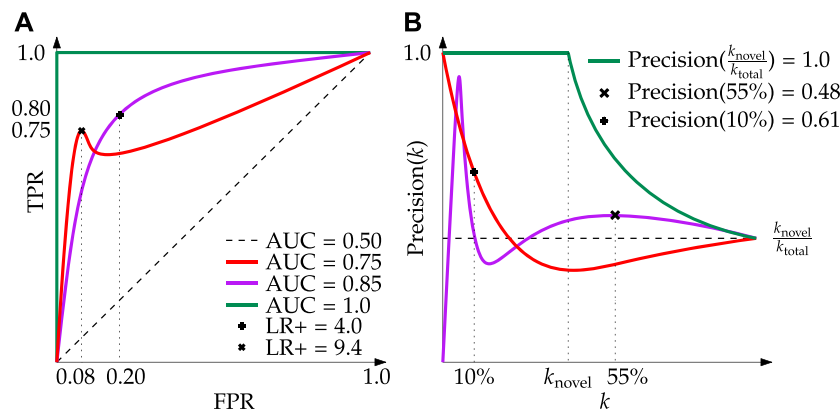 A
1.0
0.80
0.75
TPR
AUC = 0.50
AUC = 0.75
AUC = 0.85
AUC = 1.0
LR+ = 4.0
LR+ = 9.4
0.08
0.20
1.0
FPR
B
1.0
Precision(k_novel/k_total) = 1.0
Precision(55%) = 0.48
Precision(10%) = 0.61
Precision(k)
k_novel/k_total
10%
k_novel
55%
k